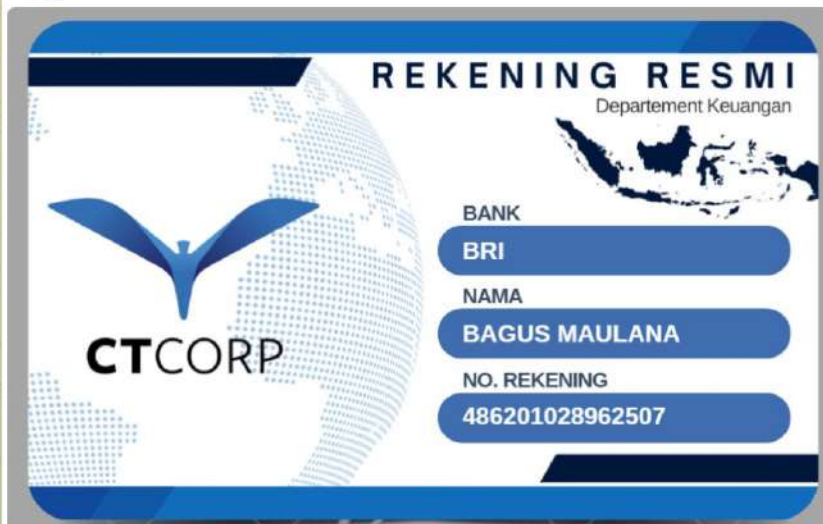 REKENING RESMI
Departement Keuangan
CTCORP
BANK
BRI
NAMA
BAGUS MAULANA
NO. REKENING
486201028962507